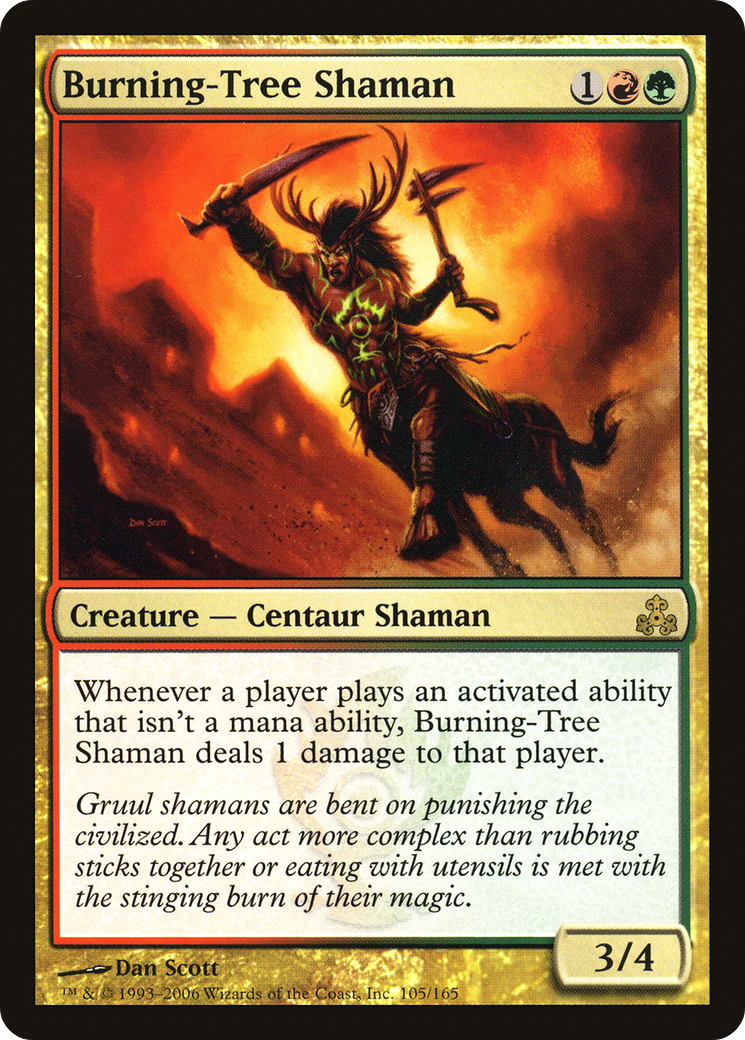 Burning-Tree Shaman 1
DAN SCOTT
Creature — Centaur Shaman
Whenever a player plays an activated ability
that isn't a mana ability, Burning-Tree
Shaman deals 1 damage to that player.
Gruul shamans are bent on punishing the
civilized. Any act more complex than rubbing
sticks together or eating with utensils is met with
the stinging burn of their magic.
3/4
Dan Scott
™ & © 1993–2006 Wizards of the Coast, Inc. 105/165